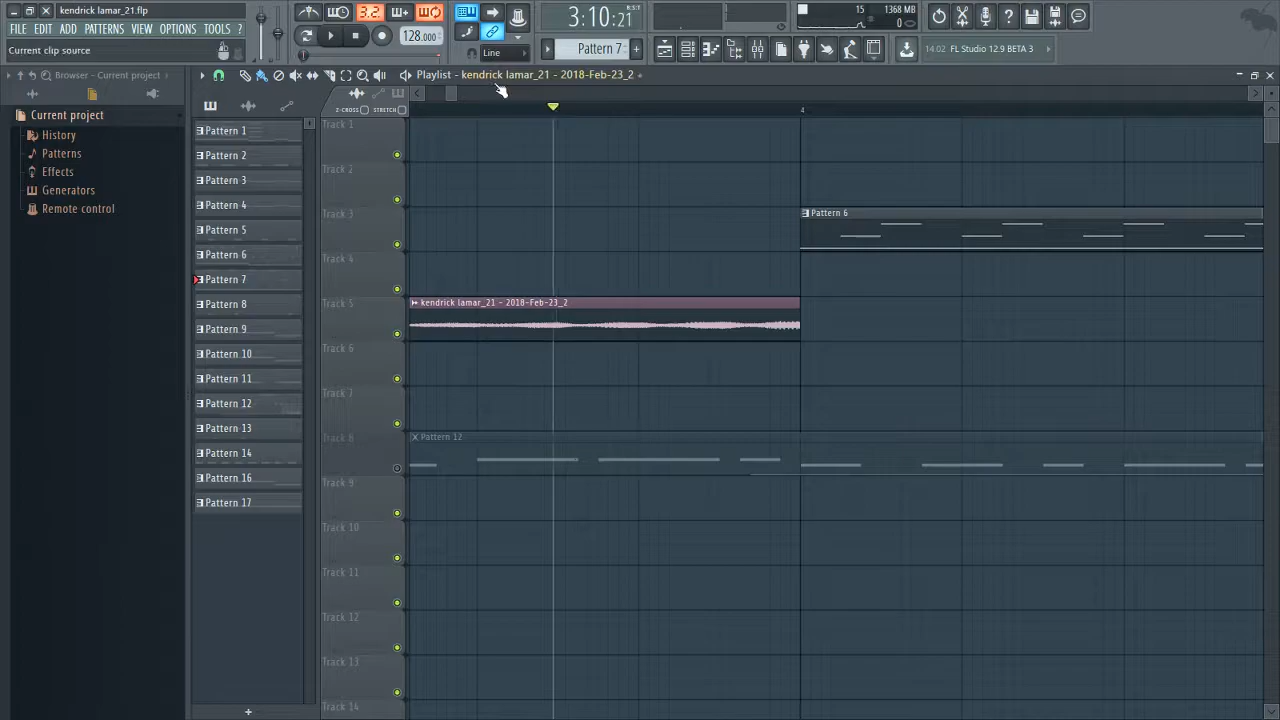 kendrick lamar_21.flp
FILE EDIT ADD PATTERNS VIEW OPTIONS TOOLS ?
Current clip source
3.2
128.000
Line
3:10:21
Pattern 7
15
1368 MB
0
14.02 FL Studio 12.9 BETA 3
Browser - Current project
Playlist - kendrick lamar_21 - 2018-Feb-23_2
Current project
History
Patterns
Effects
Generators
Remote control
Pattern 1
Pattern 2
Pattern 3
Pattern 4
Pattern 5
Pattern 6
Pattern 7
Pattern 8
Pattern 9
Pattern 10
Pattern 11
Pattern 12
Pattern 13
Pattern 14
Pattern 16
Pattern 17
Z-CROSS STRETCH
4
Track 1
Track 2
Track 3
Pattern 6
Track 4
Track 5
kendrick lamar_21 - 2018-Feb-23_2
Track 6
Track 7
Track 8
Pattern 12
Track 9
Track 10
Track 11
Track 12
Track 13
Track 14